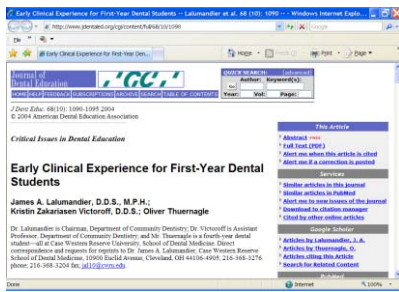 Early Clinical Experience for First-Year Dental Students -- Lalumandier et al. 68 (10): 1090 -- Windows Internet Explo...
http://www.jdentaled.org/cgi/content/full/68/10/1090
Early Clinical Experience for First-Year Den...
Home
Print
Page
Journal of
Dental Education
GC
QUICK SEARCH: [advanced]
Author: Keyword(s):
Go
Year: Vol: Page:
HOME HELP FEEDBACK SUBSCRIPTIONS ARCHIVE SEARCH TABLE OF CONTENTS
J Dent Educ. 68(10): 1090-1095 2004
© 2004 American Dental Education Association
Critical Issues in Dental Education
Early Clinical Experience for First-Year Dental
Students
James A. Lalumandier, D.D.S., M.P.H.;
Kristin Zakariasen Victoroff, D.D.S.; Oliver Thuernagle
Dr. Lalumandier is Chairman, Department of Community Dentistry; Dr. Victoroff is Assistant
Professor, Department of Community Dentistry; and Mr. Thuernagle is a fourth-year dental
student—all at Case Western Reserve University, School of Dental Medicine. Direct
correspondence and requests for reprints to Dr. James A. Lalumandier, Case Western Reserve
School of Dental Medicine, 10900 Euclid Avenue, Cleveland, OH 44106-4905; 216-368-3276
phone; 216-368-3204 fax;
This Article
Abstract
Full Text (PDF)
Alert me when this article is cited
Alert me if a correction is posted
Services
Similar articles in this journal
Similar articles in PubMed
Alert me to new issues of the journal
Download to citation manager
Cited by other online articles
Google Scholar
Articles by Lalumandier, J. A.
Articles by Thuernagle, O.
Articles citing this Article
Search for Related Content
PubMed
Done
Internet
100%